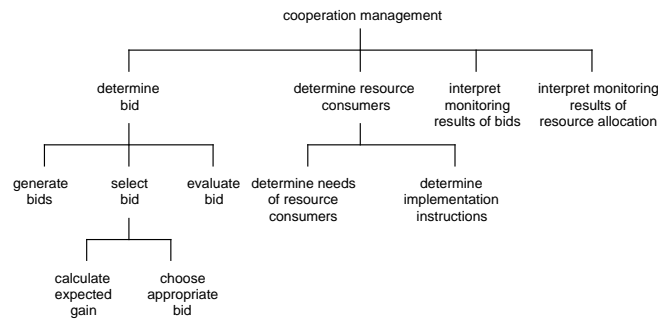 cooperation management
determine
bid
determine resource
consumers
interpret
monitoring
results of bids
interpret monitoring
results of
resource allocation
generate
bids
select
bid
evaluate
bid
determine needs
of resource
consumers
determine
implementation
instructions
calculate
expected
gain
choose
appropriate
bid